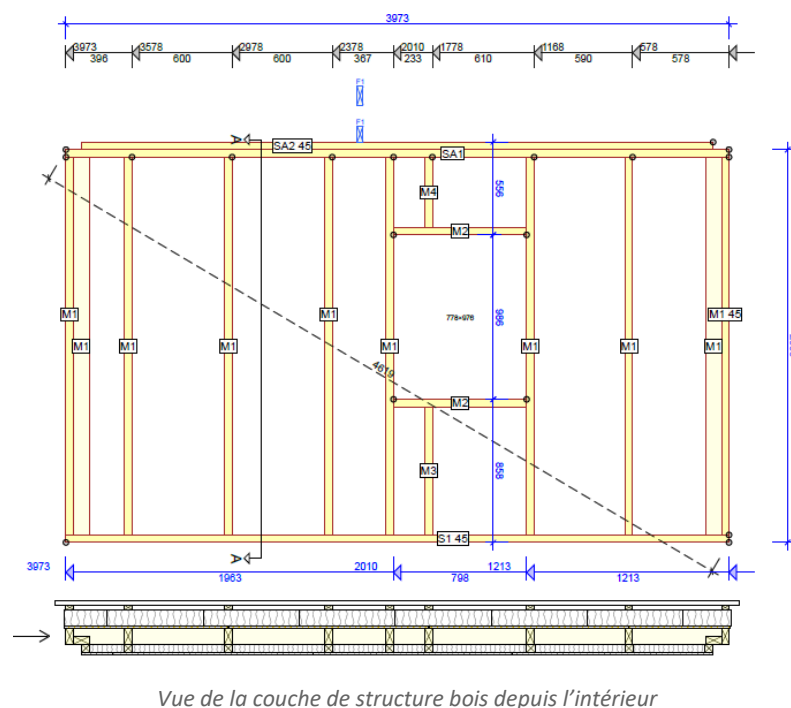 3973
3973 3578 2978 2378 2010 1778 1168 578
396 600 600 367 233 610 590 578
F1
F1
A
SA2 45
SA1
556
M4
M2
M1
778×976
986
M1 45
M1
M1
M1
M1
M1
M1
M1
M1
4619
M2
M3
858
S1 45
A
3973 2010 1213
1963 798 1213
Vue de la couche de structure bois depuis l’intérieur